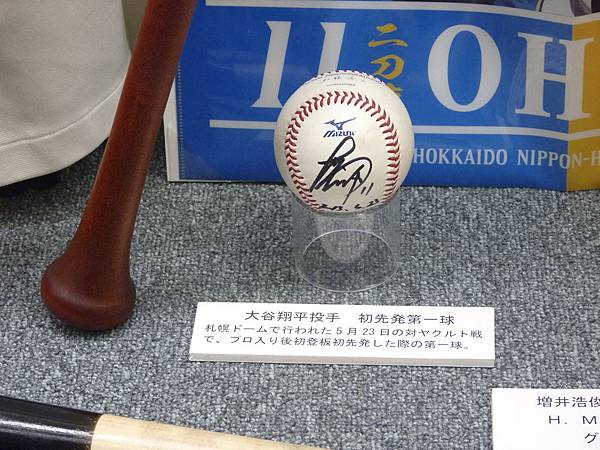 11 OH
二刀
HOKKAIDO NIPPON-H
MIZUNO
11
大谷翔平投手 初先発第一球
札幌ドームで行われた5月23日の対ヤクルト戦
で、プロ入り後初登板初先発した際の第一球。
増井浩俊
H. M
グ